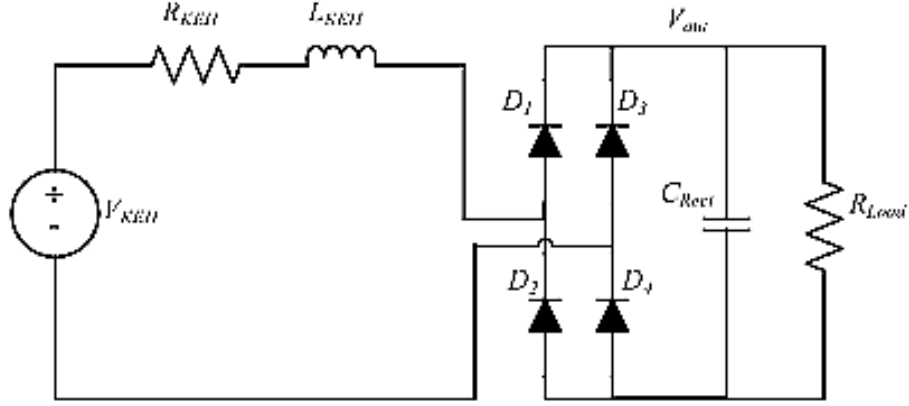 R_KEH
L_KEH
V_out
D_1
D_3
+
-
V_KEH
C_Rect
R_Load
D_2
D_4